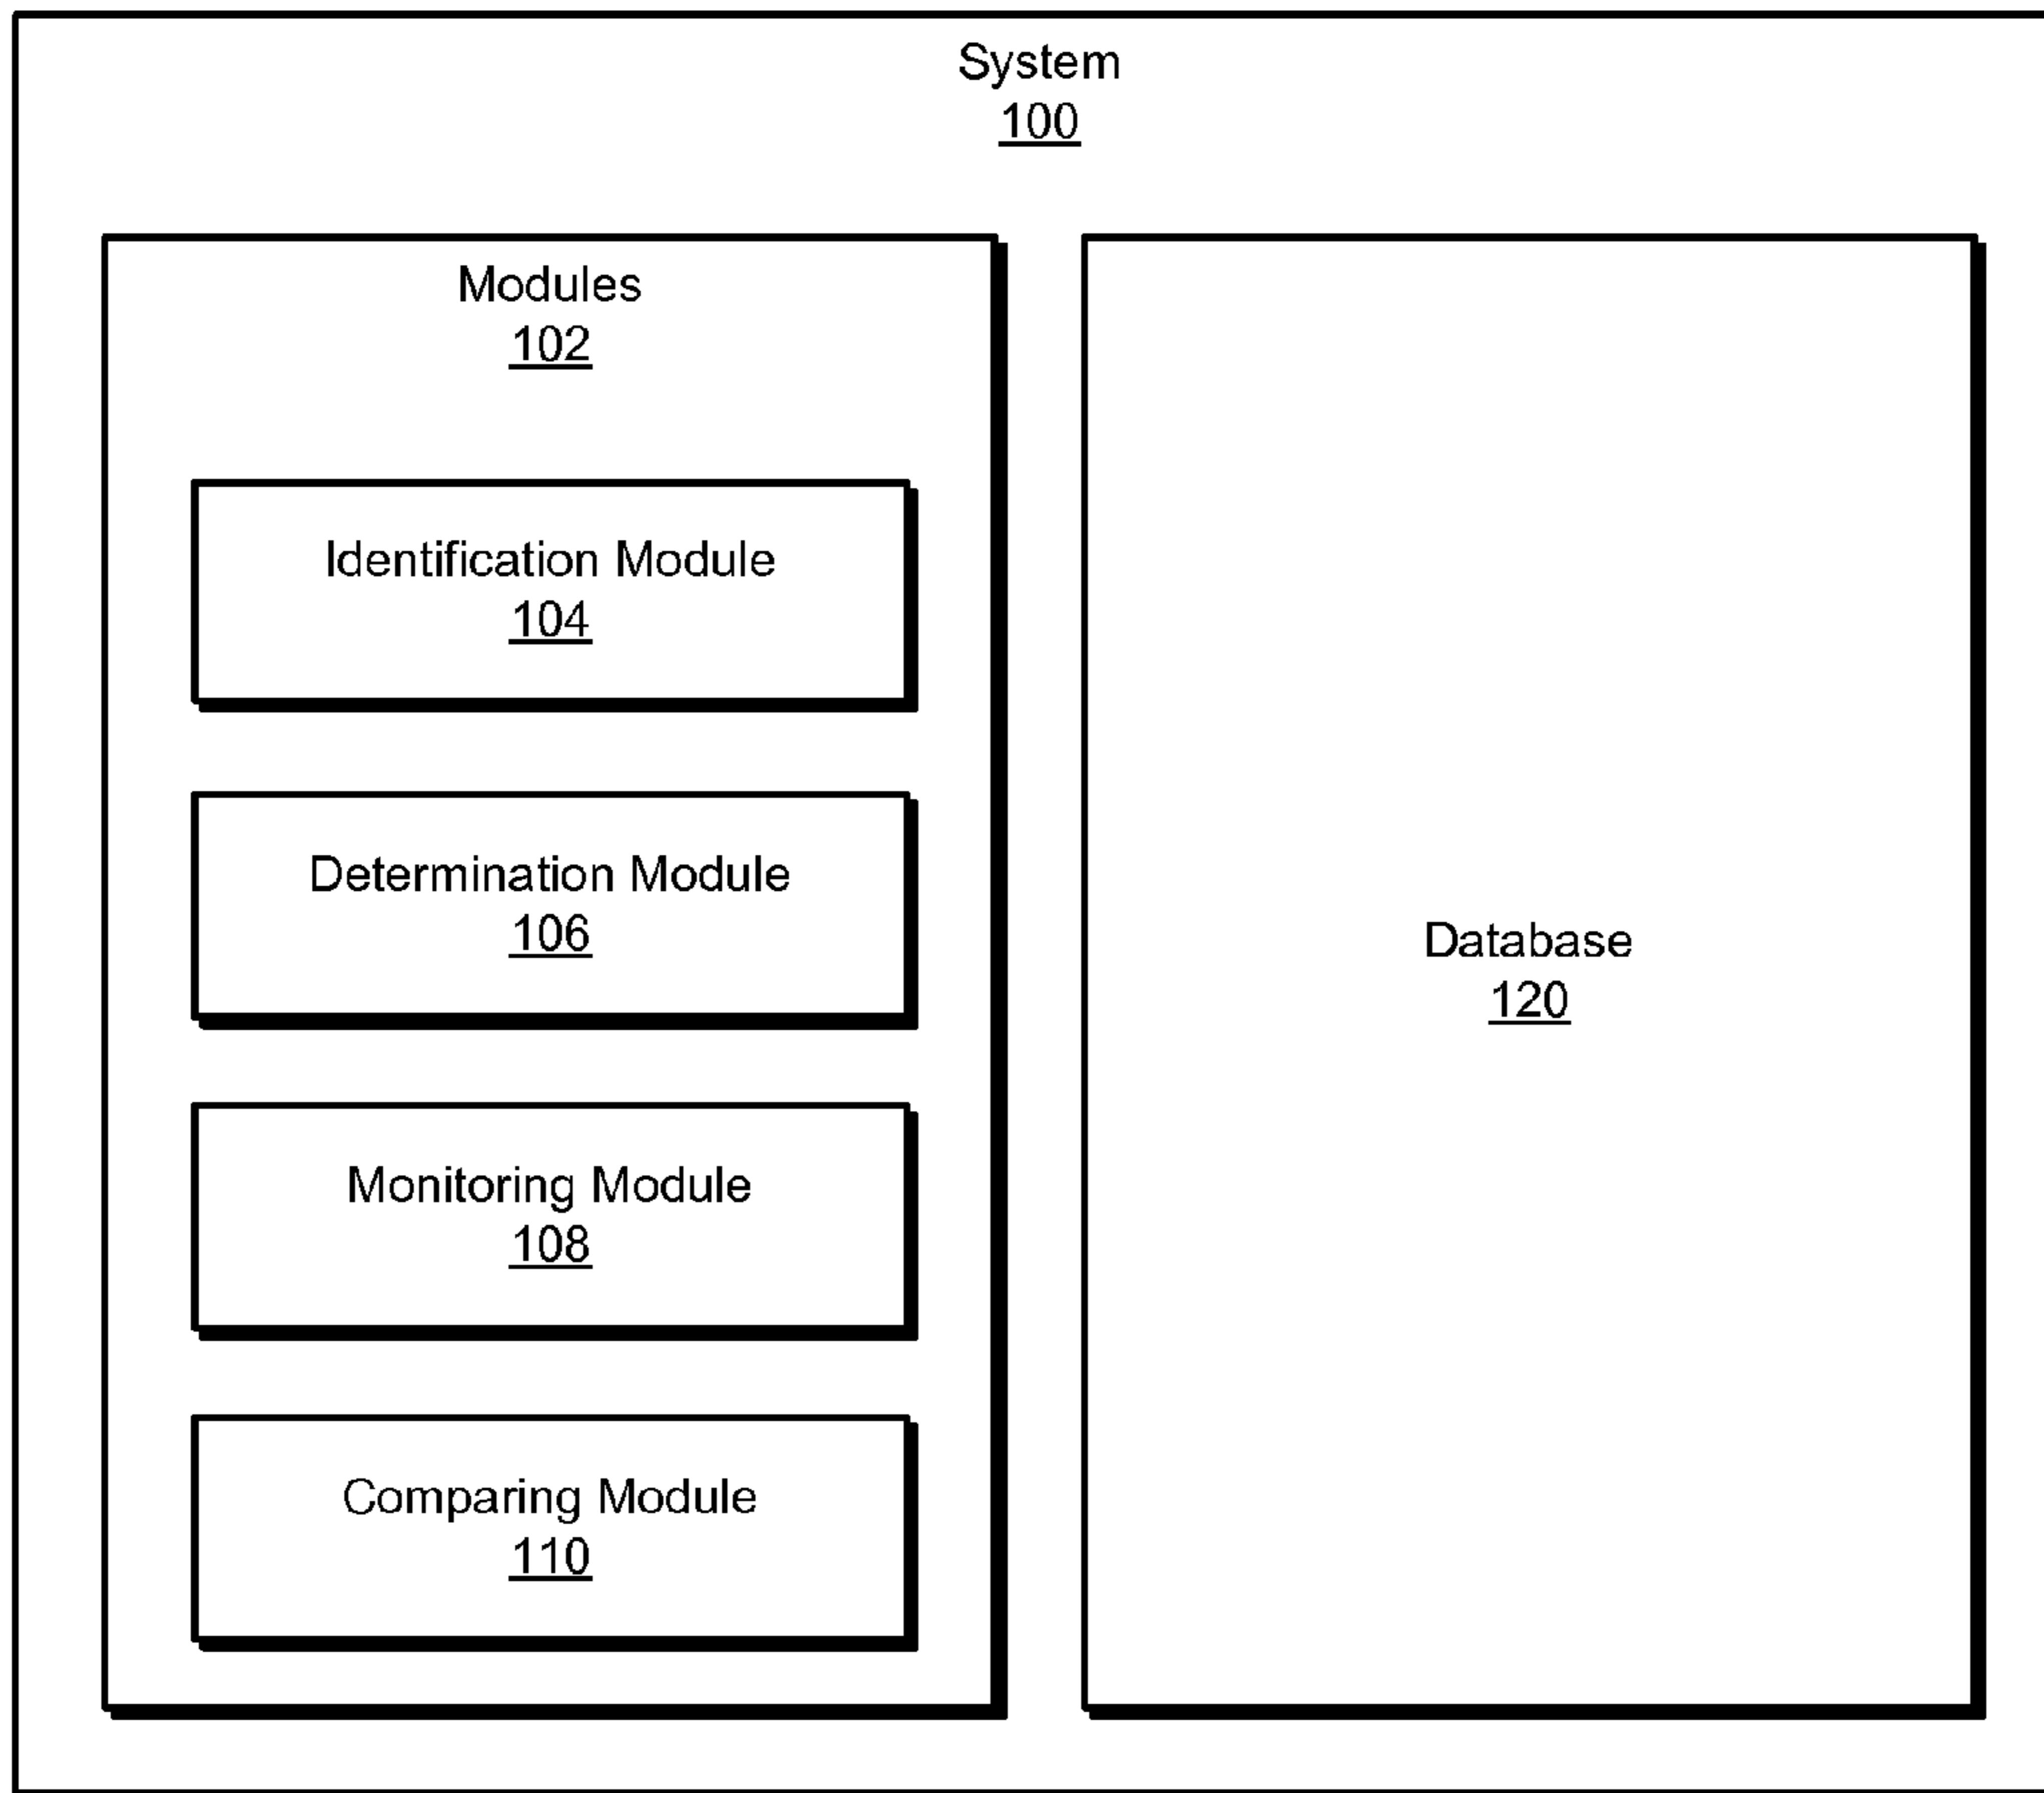 System
100
Modules
102
Identification Module
104
Determination Module
106
Monitoring Module
108
Comparing Module
110
Database
120